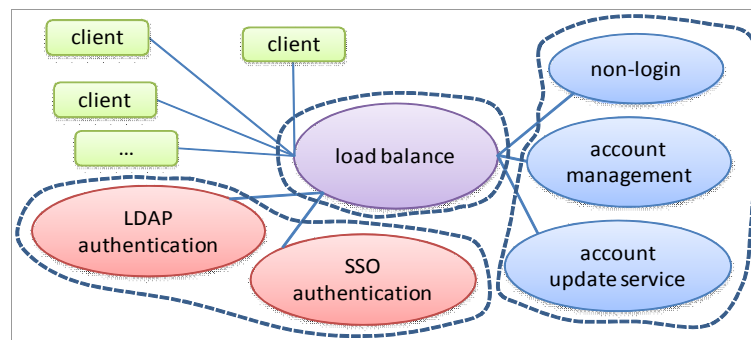 client
client
client
...
load balance
non-login
account
management
account
update service
LDAP
authentication
SSO
authentication